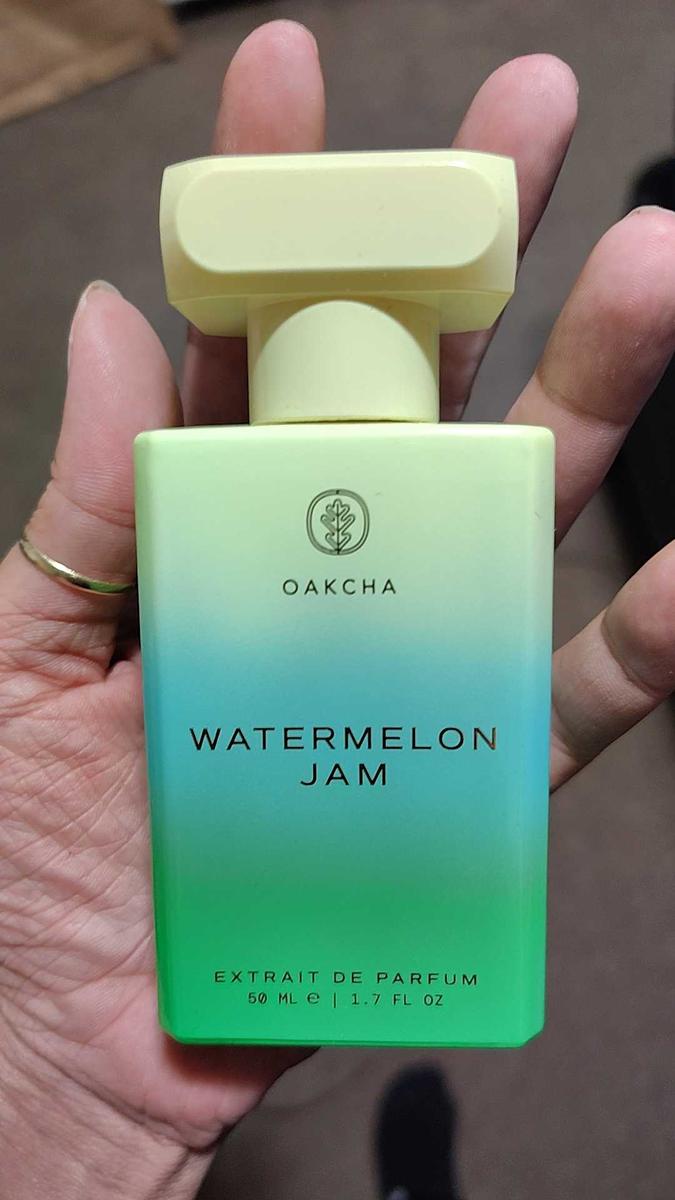 OAKCHA
WATERMELON
JAM
EXTRAIT DE PARFUM
50 ML ℮ | 1.7 FL OZ